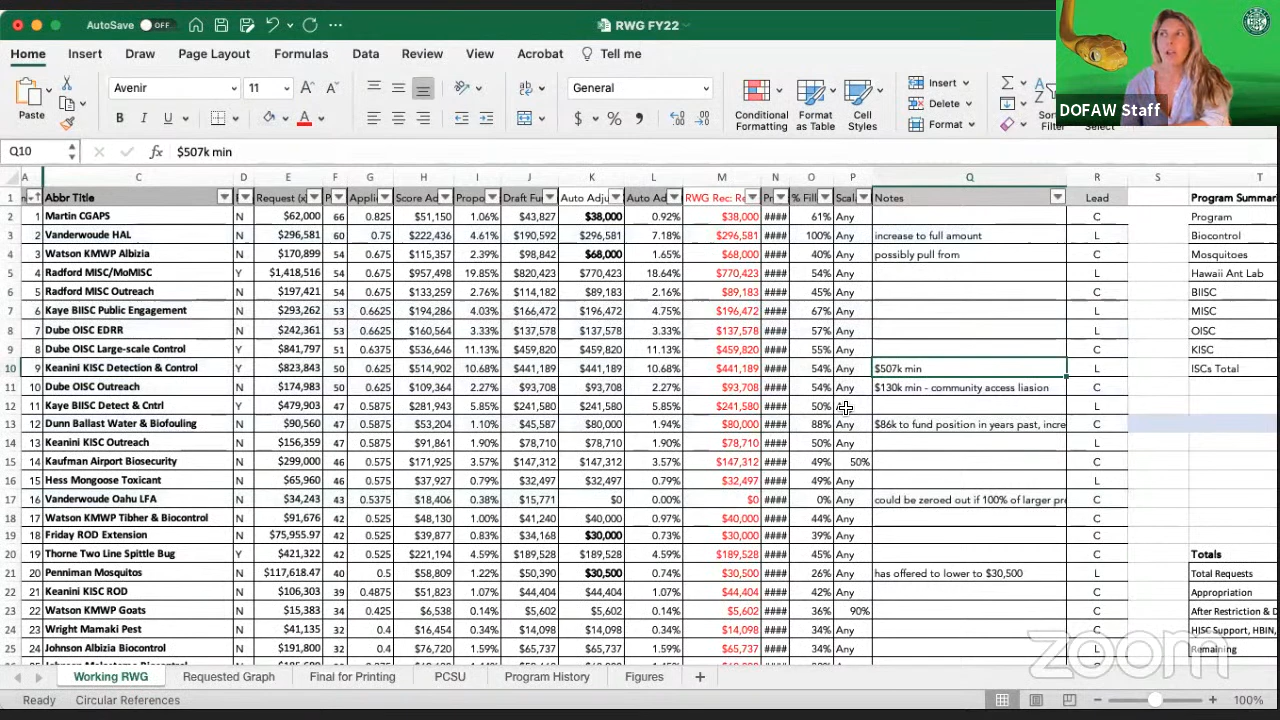 AutoSave OFF RWG FY22
Home Insert Draw Page Layout Formulas Data Review View Acrobat Tell me
Avenir 11 General Insert
Paste Conditional Formatting Format as Table Cell Styles Delete Format Sort Filter Select
DOFAW Staff
Q10 fx $507k min
A C D E F G H I J K L M N O P Q R S T
1 Abbr Title Request Notes Lead Program Summar
2 1 Martin CGAPS N $62,000 66 0.825 $51,150 1.06% $43,827 $38,000 0.92% $38,000 #### 61% Any C Program
3 2 Vanderwoude HAL N $296,581 60 0.75 $222,436 4.61% $190,592 $296,581 7.18% $296,581 #### 100% Any increase to full amount L Biocontrol
4 3 Watson KMWP Albizia N $170,899 54 0.675 $115,357 2.39% $98,842 $68,000 1.65% $68,000 #### 40% Any possibly pull from C Mosquitoes
5 4 Radford MISC/MoMISC Y $1,418,516 54 0.675 $957,498 19.85% $820,423 $770,423 18.64% $770,423 #### 54% Any L Hawaii Ant Lab
6 5 Radford MISC Outreach N $197,421 54 0.675 $133,259 2.76% $114,182 $89,183 2.16% $89,183 #### 45% Any C BIISC
7 6 Kaye BIISC Public Engagement N $293,262 53 0.6625 $194,286 4.03% $166,472 $196,472 4.75% $196,472 #### 67% Any L MISC
8 7 Dube OISC EDRR N $242,361 53 0.6625 $160,564 3.33% $137,578 $137,578 3.33% $137,578 #### 57% Any L OISC
9 8 Dube OISC Large-scale Control Y $841,797 51 0.6375 $536,646 11.13% $459,820 $459,820 11.13% $459,820 #### 55% Any C KISC
10 9 Keanini KISC Detection & Control Y $823,843 50 0.625 $514,902 10.68% $441,189 $441,189 10.68% $441,189 #### 54% Any $507k min L ISCs Total
11 10 Dube OISC Outreach N $174,983 50 0.625 $109,364 2.27% $93,708 $93,708 2.27% $93,708 #### 54% Any $130k min - community access liasion C
12 11 Kaye BIISC Detect & Cntrl Y $479,903 47 0.5875 $281,943 5.85% $241,580 $241,580 5.85% $241,580 #### 50% L
13 12 Dunn Ballast Water & Biofouling N $90,560 47 0.5875 $53,204 1.10% $45,587 $80,000 1.94% $80,000 #### 88% Any $86k to fund position in years past, incre C
14 13 Keanini KISC Outreach N $156,359 47 0.5875 $91,861 1.90% $78,710 $78,710 1.90% $78,710 #### 50% Any L
15 14 Kaufman Airport Biosecurity N $299,000 46 0.575 $171,925 3.57% $147,312 $147,312 3.57% $147,312 #### 49% 50% C
16 15 Hess Mongoose Toxicant N $65,960 46 0.575 $37,927 0.79% $32,497 $32,497 0.79% $32,497 #### 49% Any L
17 16 Vanderwoude Oahu LFA N $34,243 43 0.5375 $18,406 0.38% $15,771 $0 0.00% $0 #### 0% Any could be zeroed out if 100% of larger pr C
18 17 Watson KMWP Tibher & Biocontrol N $91,676 42 0.525 $48,130 1.00% $41,240 $40,000 0.97% $40,000 #### 44% Any C
19 18 Friday ROD Extension N $75,955.97 42 0.525 $39,877 0.83% $34,168 $30,000 0.73% $30,000 #### 39% Any C
20 19 Thorne Two Line Spittle Bug Y $421,322 42 0.525 $221,194 4.59% $189,528 $189,528 4.59% $189,528 #### 45% Any C Totals
21 20 Penniman Mosquitos N $117,618.47 40 0.5 $58,809 1.22% $50,390 $30,500 0.74% $30,500 #### 26% Any has offered to lower to $30,500 L Total Requests
22 21 Keanini KISC ROD N $106,303 39 0.4875 $51,823 1.07% $44,404 $44,404 1.07% $44,404 #### 42% Any C Appropriation
23 22 Watson KMWP Goats N $15,383 34 0.425 $6,538 0.14% $5,602 $5,602 0.14% $5,602 #### 36% 90% C After Restriction & D
24 23 Wright Mamaki Pest N $41,135 32 0.4 $16,454 0.34% $14,098 $14,098 0.34% $14,098 #### 34% Any C HISC Support, HBIN,
25 24 Johnson Albizia Biocontrol N $191,800 32 0.4 $76,720 1.59% $65,737 $65,737 1.59% $65,737 #### 34% Any C Remaining
zoom
Working RWG Requested Graph Final for Printing PCSU Program History Figures +
Ready Circular References 100%